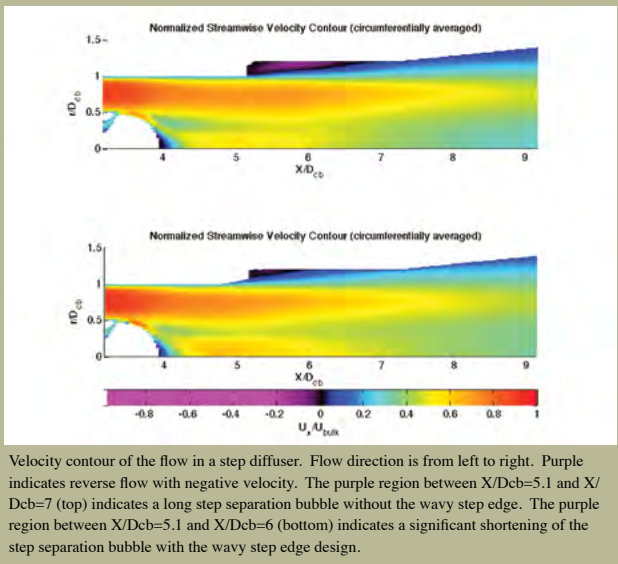 Normalized Streamwise Velocity Contour (circumferentially averaged)
1.5
1
0.5
0
r/Dcb
4 5 6 7 8 9
X/Dcb
Normalized Streamwise Velocity Contour (circumferentially averaged)
1.5
1
0.5
0
r/Dcb
4 5 6 7 8 9
X/Dcb
-0.8 -0.6 -0.4 -0.2 0 0.2 0.4 0.6 0.8 1
Ux/Ubulk
Velocity contour of the flow in a step diffuser. Flow direction is from left to right. Purple
indicates reverse flow with negative velocity. The purple region between X/Dcb=5.1 and X/
Dcb=7 (top) indicates a long step separation bubble without the wavy step edge. The purple
region between X/Dcb=5.1 and X/Dcb=6 (bottom) indicates a significant shortening of the
step separation bubble with the wavy step edge design.